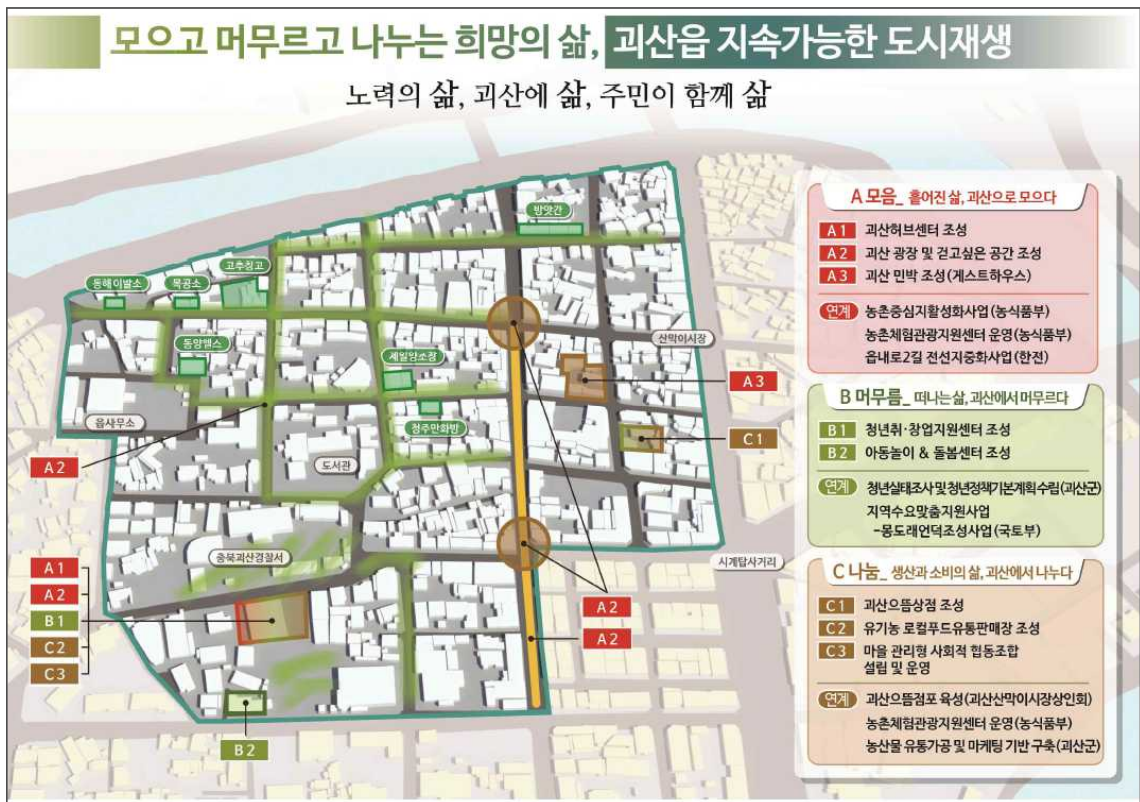 모으고 머무르고 나누는 희망의 삶, 괴산읍 지속가능한 도시재생
노력의 삶, 괴산에 삶, 주민이 함께 삶
방앗간
고추창고
동해이발소
목공소
동양헬스
세일양조장
청주만화방
산막이시장
읍사무소
도서관
충북괴산경찰서
시계탑사거리
A2
A3
C1
A1
A2
B1
C2
C3
A2
A2
B2
A 모음_ 흩어진 삶, 괴산으로 모으다
A1 괴산허브센터 조성
A2 괴산 광장 및 걷고싶은 공간 조성
A3 괴산 민박 조성(게스트하우스)
연계 농촌중심지활성화사업(농식품부)
농촌체험관광지원센터 운영(농식품부)
읍내로2길 전선지중화사업(한전)
B 머무름_ 떠나는 삶, 괴산에서 머무르다
B1 청년취·창업지원센터 조성
B2 아동놀이 & 돌봄센터 조성
연계 청년실태조사 및 청년정책기본계획수립(괴산군)
지역수요맞춤지원사업
-몽도래언덕조성사업(국토부)
C 나눔_ 생산과 소비의 삶, 괴산에서 나누다
C1 괴산으뜸상점 조성
C2 유기농 로컬푸드유통판매장 조성
C3 마을 관리형 사회적 협동조합
설립 및 운영
연계 괴산으뜸점포 육성(괴산산막이시장상인회)
농촌체험관광지원센터 운영(농식품부)
농산물 유통가공 및 마케팅 기반 구축(괴산군)